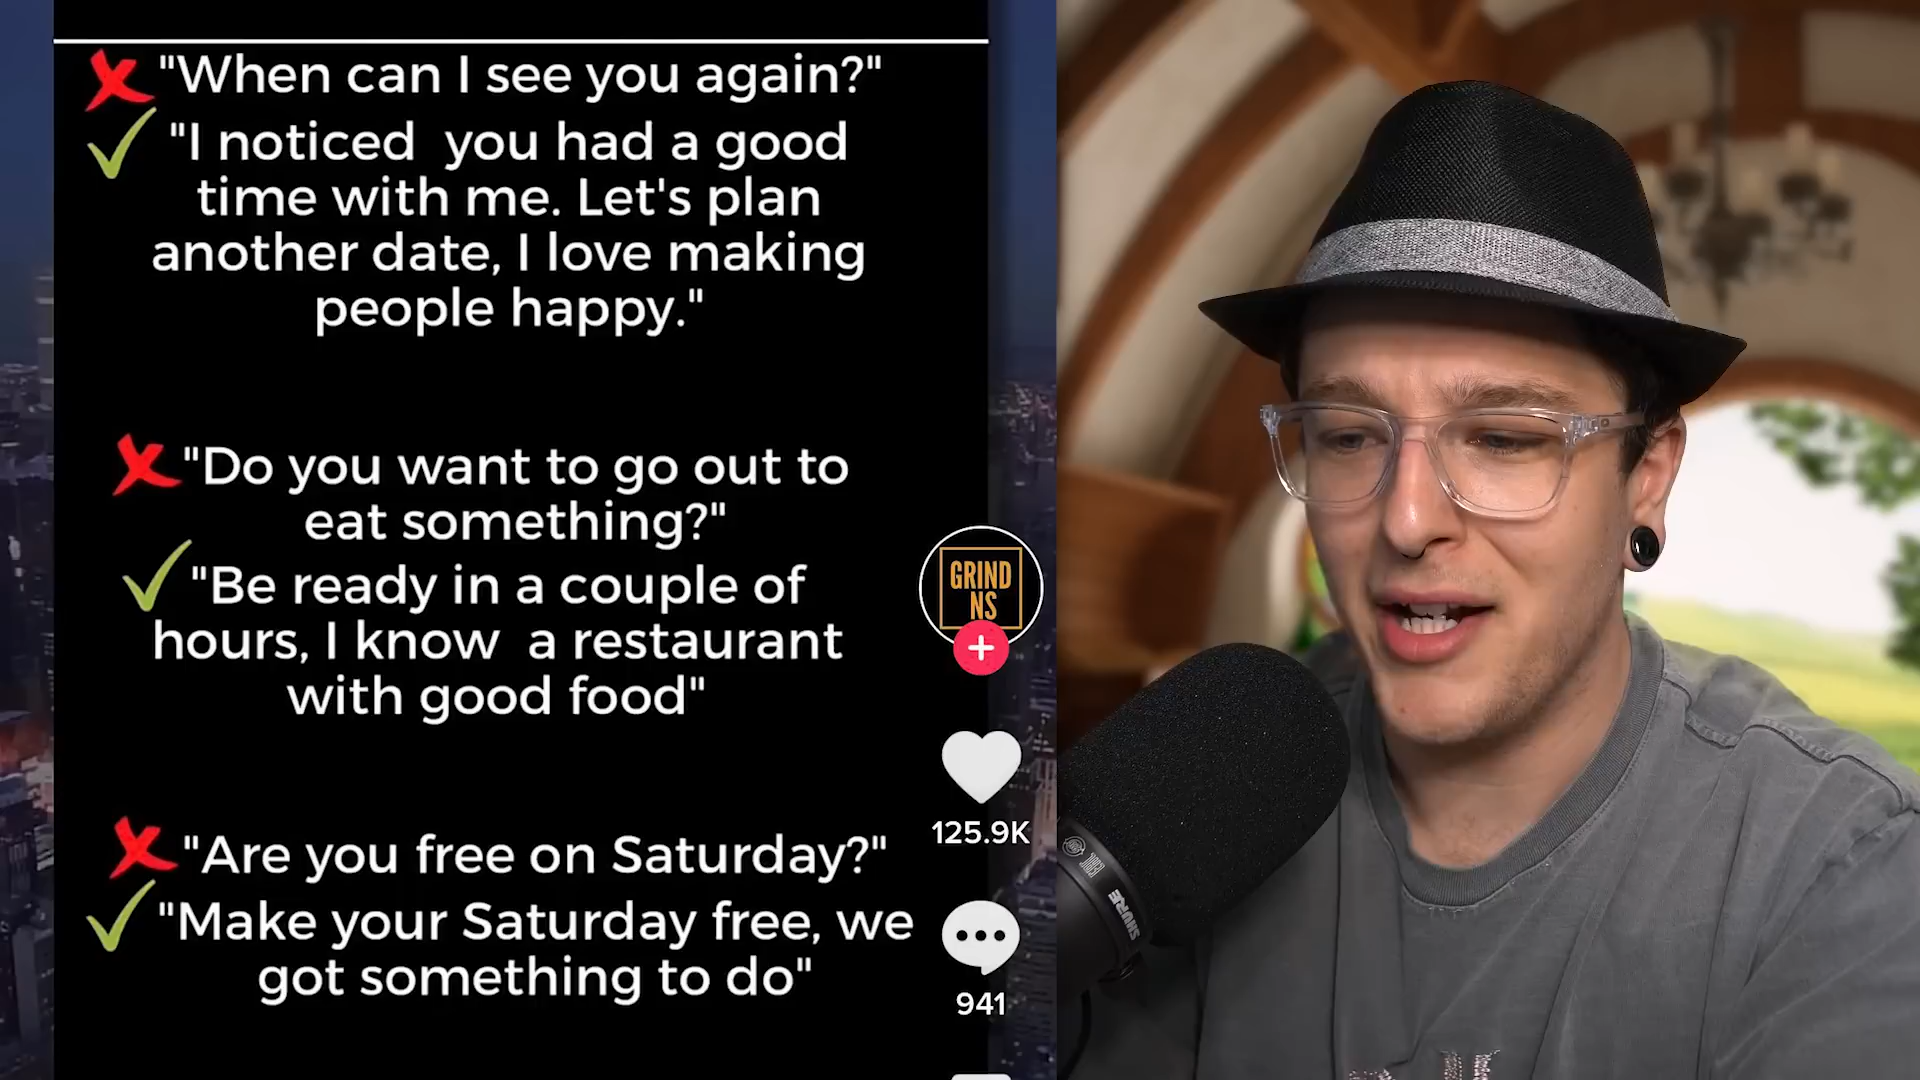 "When can I see you again?"
"I noticed you had a good
time with me. Let's plan
another date, I love making
people happy."
"Do you want to go out to
eat something?"
"Be ready in a couple of
hours, I know a restaurant
with good food"
"Are you free on Saturday?"
"Make your Saturday free, we
got something to do"
GRIND
NS
125.9K
941
SHURE